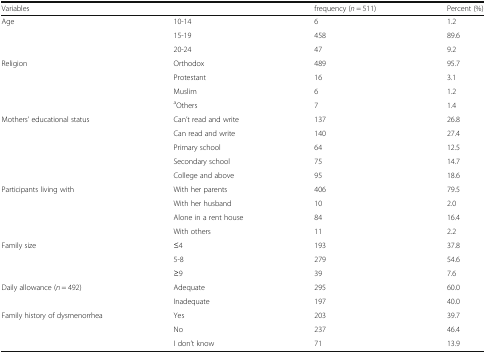 Variables frequency (n = 511) Percent (%)
Age 10-14 6 1.2
15-19 458 89.6
20-24 47 9.2
Religion Orthodox 489 95.7
Protestant 16 3.1
Muslim 6 1.2
ᵃOthers 7 1.4
Mothers' educational status Can't read and write 137 26.8
Can read and write 140 27.4
Primary school 64 12.5
Secondary school 75 14.7
College and above 95 18.6
Participants living with With her parents 406 79.5
With her husband 10 2.0
Alone in a rent house 84 16.4
With others 11 2.2
Family size ≤4 193 37.8
5-8 279 54.6
≥9 39 7.6
Daily allowance (n = 492) Adequate 295 60.0
Inadequate 197 40.0
Family history of dysmenorrhea Yes 203 39.7
No 237 46.4
I don't know 71 13.9